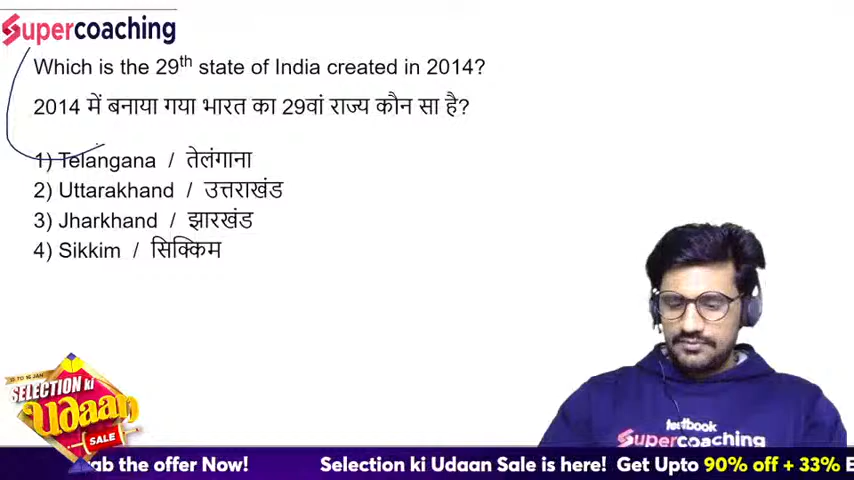 Supercoaching
Which is the 29th state of India created in 2014?
2014 में बनाया गया भारत का 29वां राज्य कौन सा है?
1) Telangana / तेलंगाना
2) Uttarakhand / उत्तराखंड
3) Jharkhand / झारखंड
4) Sikkim / सिक्किम
SELECTION ki
Udaan
SALE
testbook
Supercoaching
ab the offer Now! Selection ki Udaan Sale is here! Get Upto 90% off + 33% E